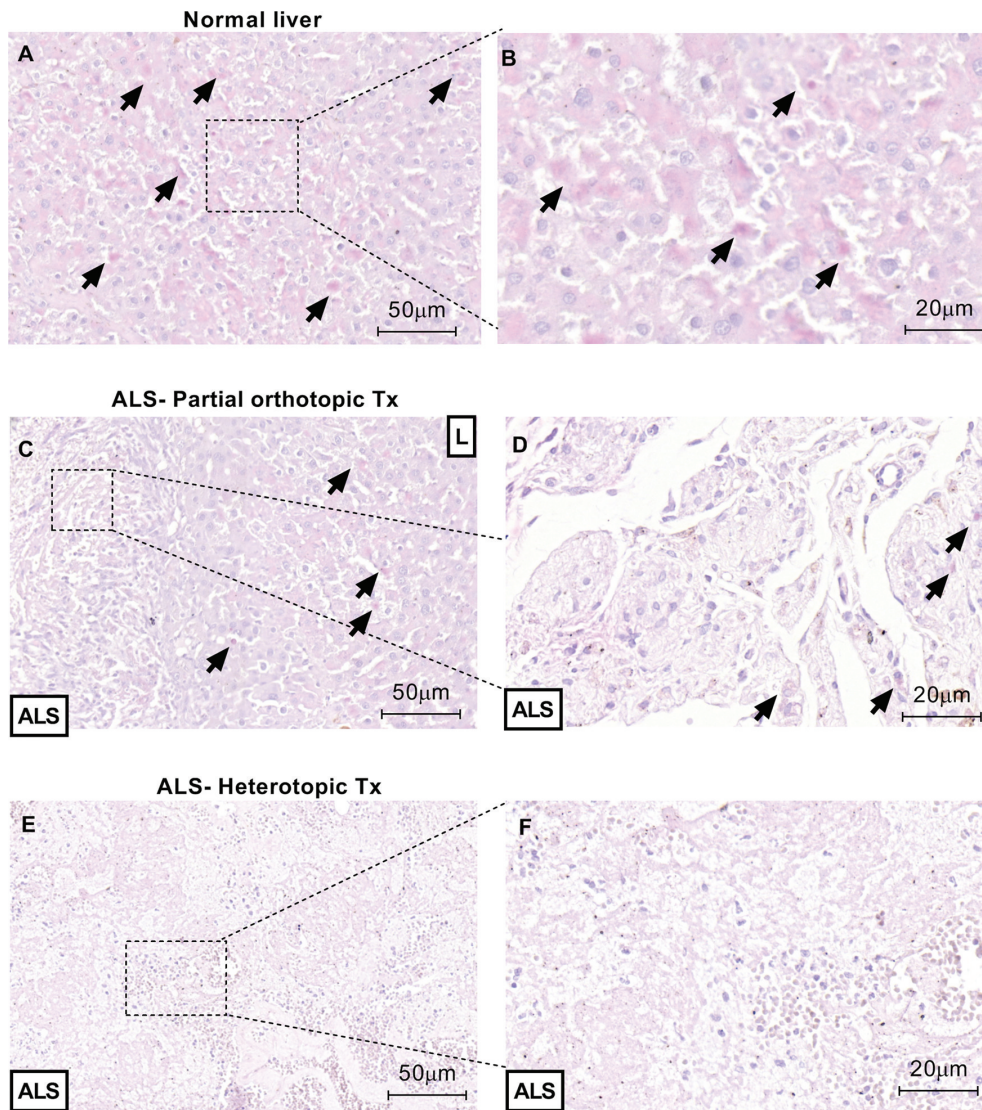 Normal liver
A
B
50μm
20μm
ALS- Partial orthotopic Tx
C
L
D
ALS
50μm
ALS
20μm
ALS- Heterotopic Tx
E
F
ALS
50μm
ALS
20μm